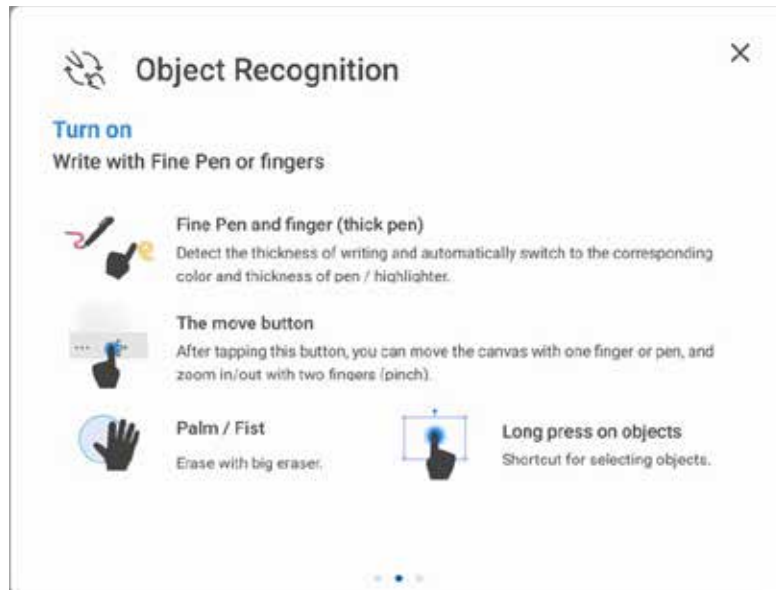 Object Recognition
Turn on
Write with Fine Pen or fingers
Fine Pen and finger (thick pen)
Detect the thickness of writing and automatically switch to the corresponding
color and thickness of pen / highlighter.
The move button
After tapping this button, you can move the canvas with one finger or pen, and
zoom in/out with two fingers (pinch).
Palm / Fist
Erase with big eraser.
Long press on objects
Shortcut for selecting objects.